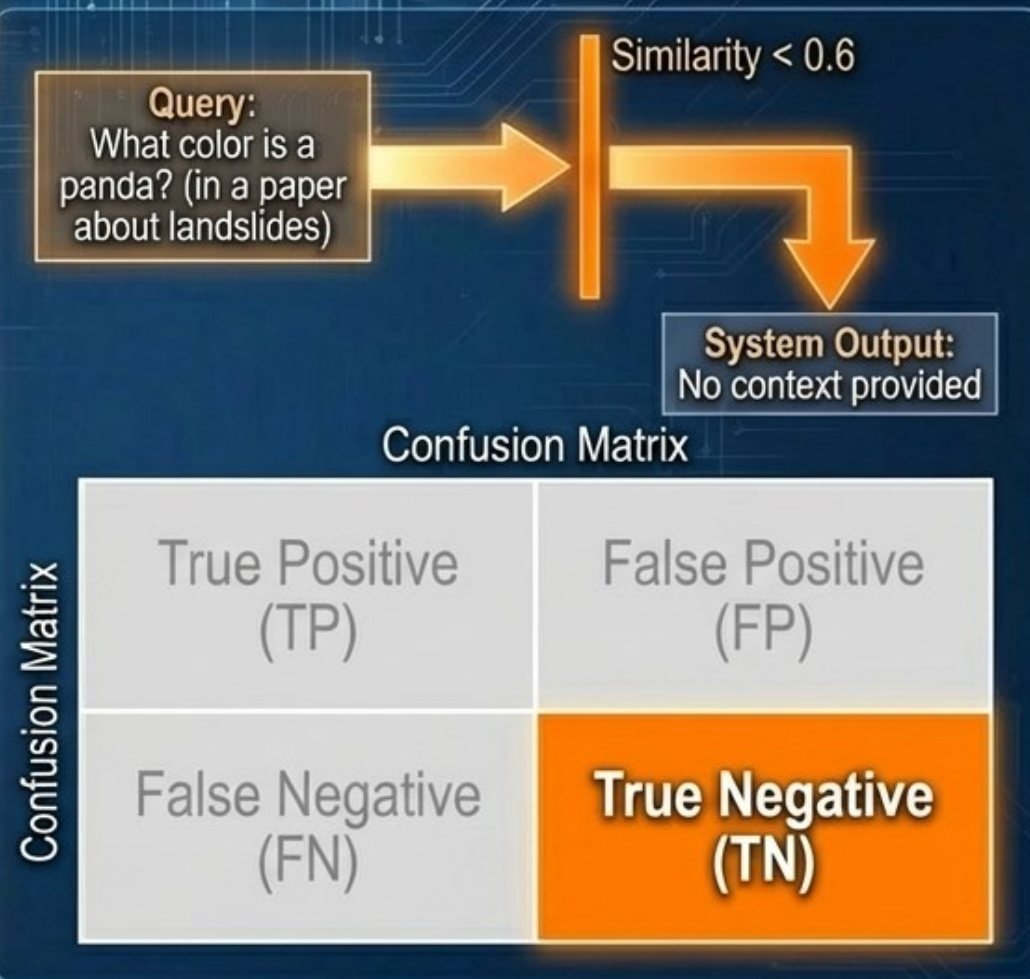 Similarity < 0.6
Query:
What color is a
panda? (in a paper
about landslides)
System Output:
No context provided
Confusion Matrix
Confusion Matrix
True Positive
(TP)
False Positive
(FP)
False Negative
(FN)
True Negative
(TN)